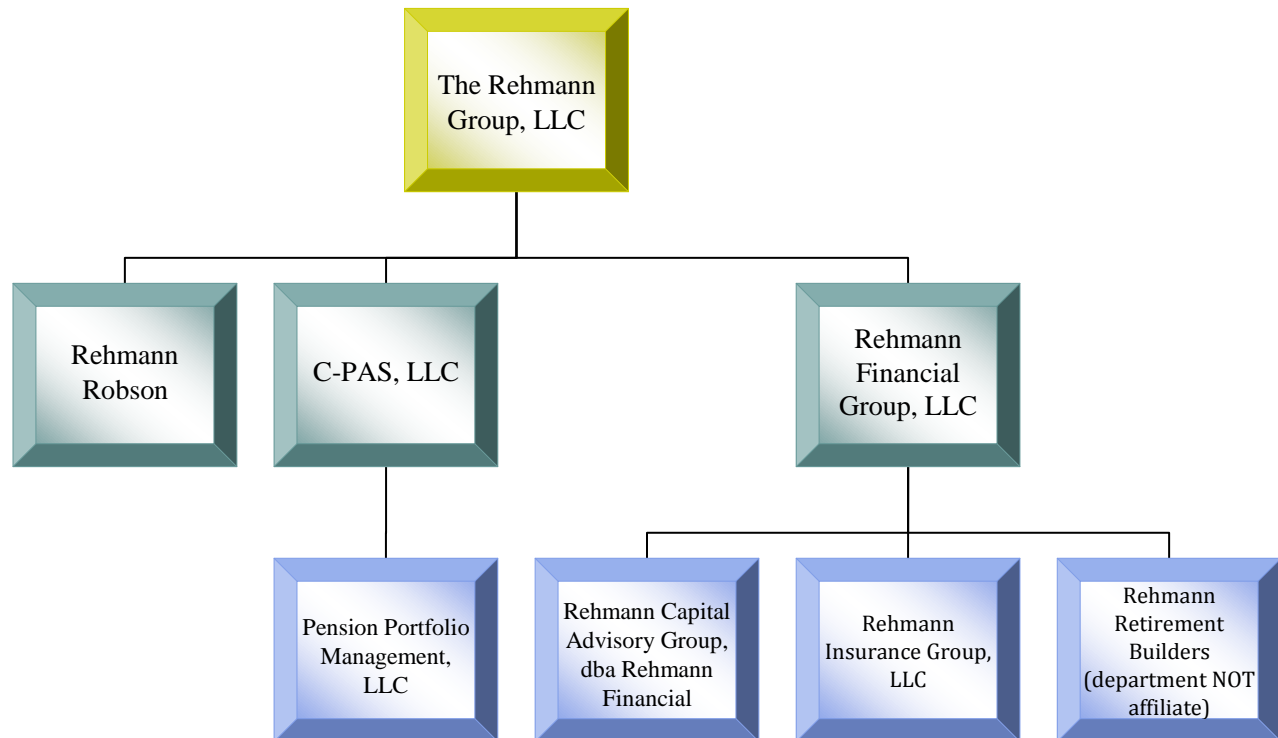 The Rehmann
Group, LLC
Rehmann
Robson
C-PAS, LLC
Rehmann
Financial
Group, LLC
Pension Portfolio
Management,
LLC
Rehmann Capital
Advisory Group,
dba Rehmann
Financial
Rehmann
Insurance Group,
LLC
Rehmann
Retirement
Builders
(department NOT
affiliate)